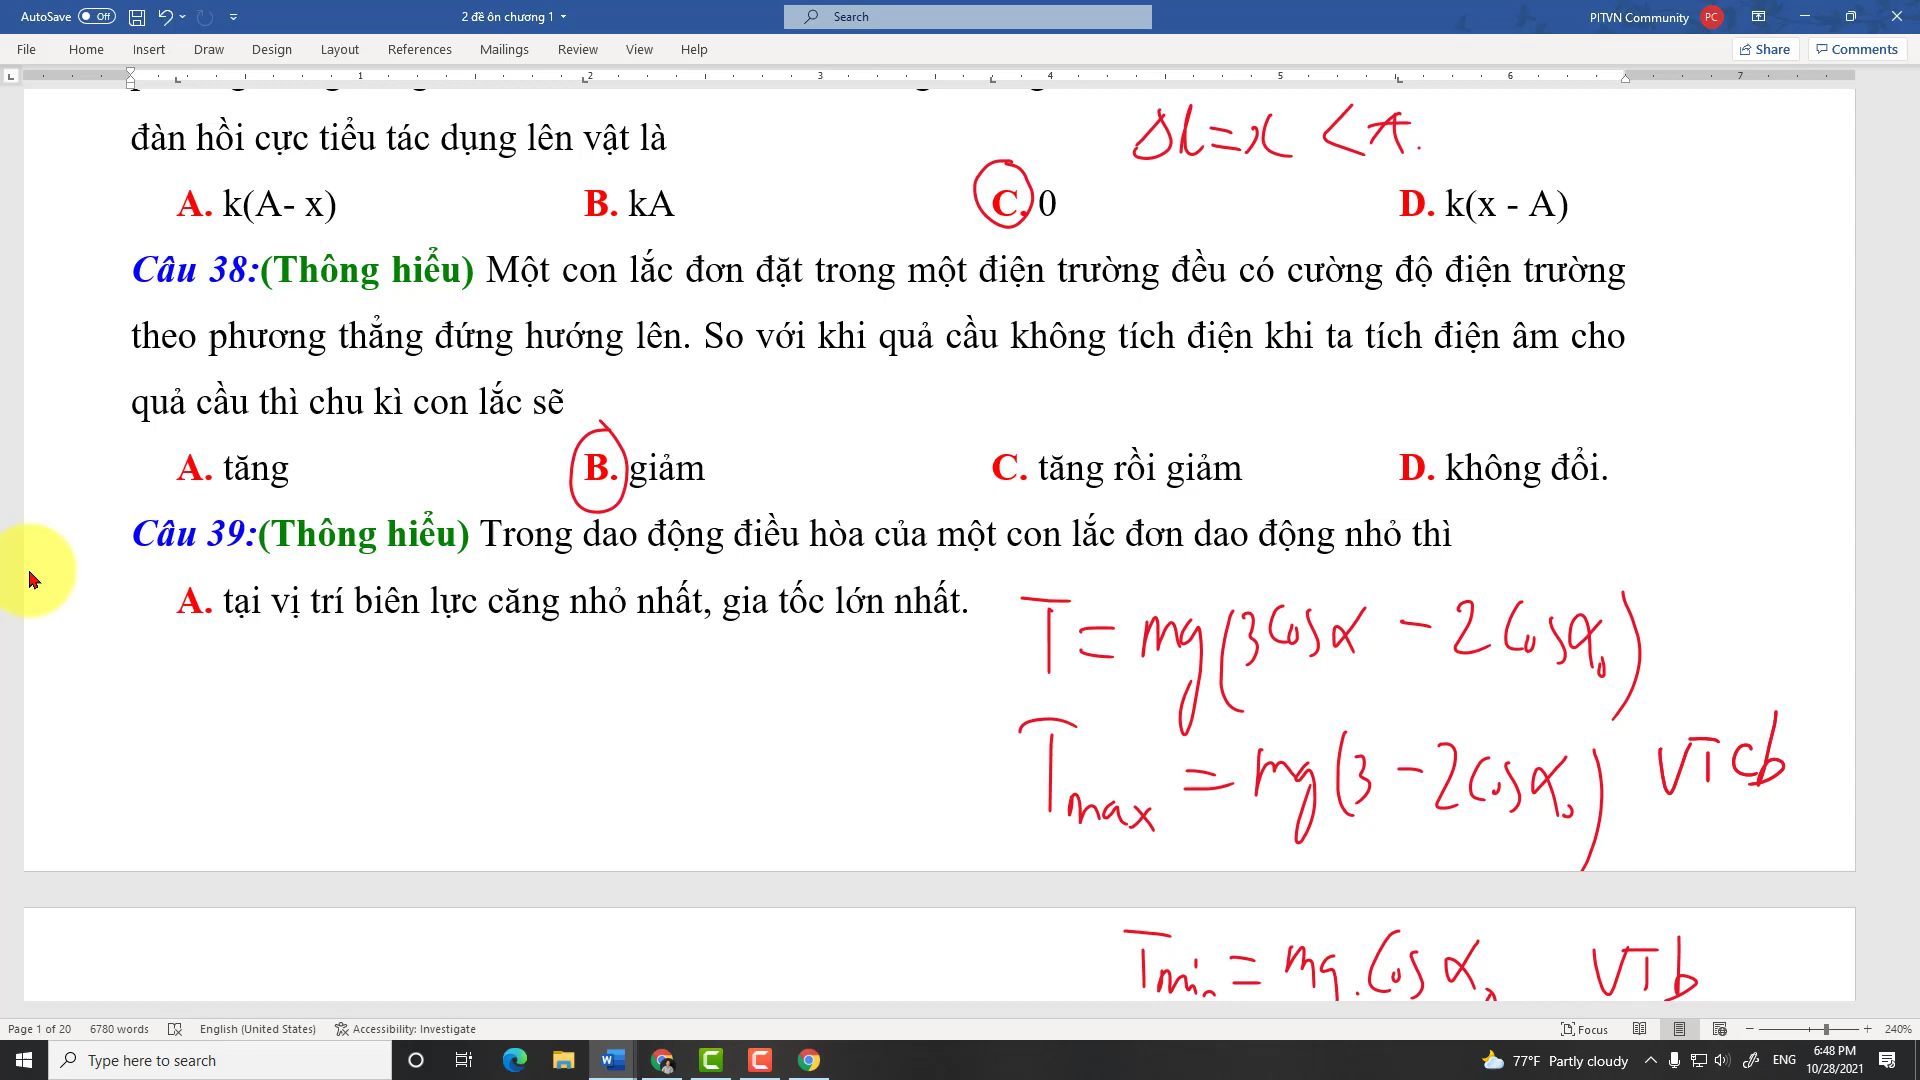 AutoSave Off
2 đề ôn chương 1
Search
PITVN Community PC
File Home Insert Draw Design Layout References Mailings Review View Help
Share Comments
1 2 3 4 5 6 7
đàn hồi cực tiểu tác dụng lên vật là
Δl = x < A.
A. k(A- x) B. kA C. 0 D. k(x - A)
Câu 38:(Thông hiểu) Một con lắc đơn đặt trong một điện trường đều có cường độ điện trường
theo phương thẳng đứng hướng lên. So với khi quả cầu không tích điện khi ta tích điện âm cho
quả cầu thì chu kì con lắc sẽ
A. tăng B. giảm C. tăng rồi giảm D. không đổi.
Câu 39:(Thông hiểu) Trong dao động điều hòa của một con lắc đơn dao động nhỏ thì
A. tại vị trí biên lực căng nhỏ nhất, gia tốc lớn nhất.
T = mg(3cosα - 2cosα₀)
Tmax = mg(3 - 2cosα₀) VTCb
Tmin = mg.cosα₀ VTb
Page 1 of 20 6780 words English (United States) Accessibility: Investigate
Focus 240%
Type here to search
77°F Partly cloudy ENG
6:48 PM
10/28/2021